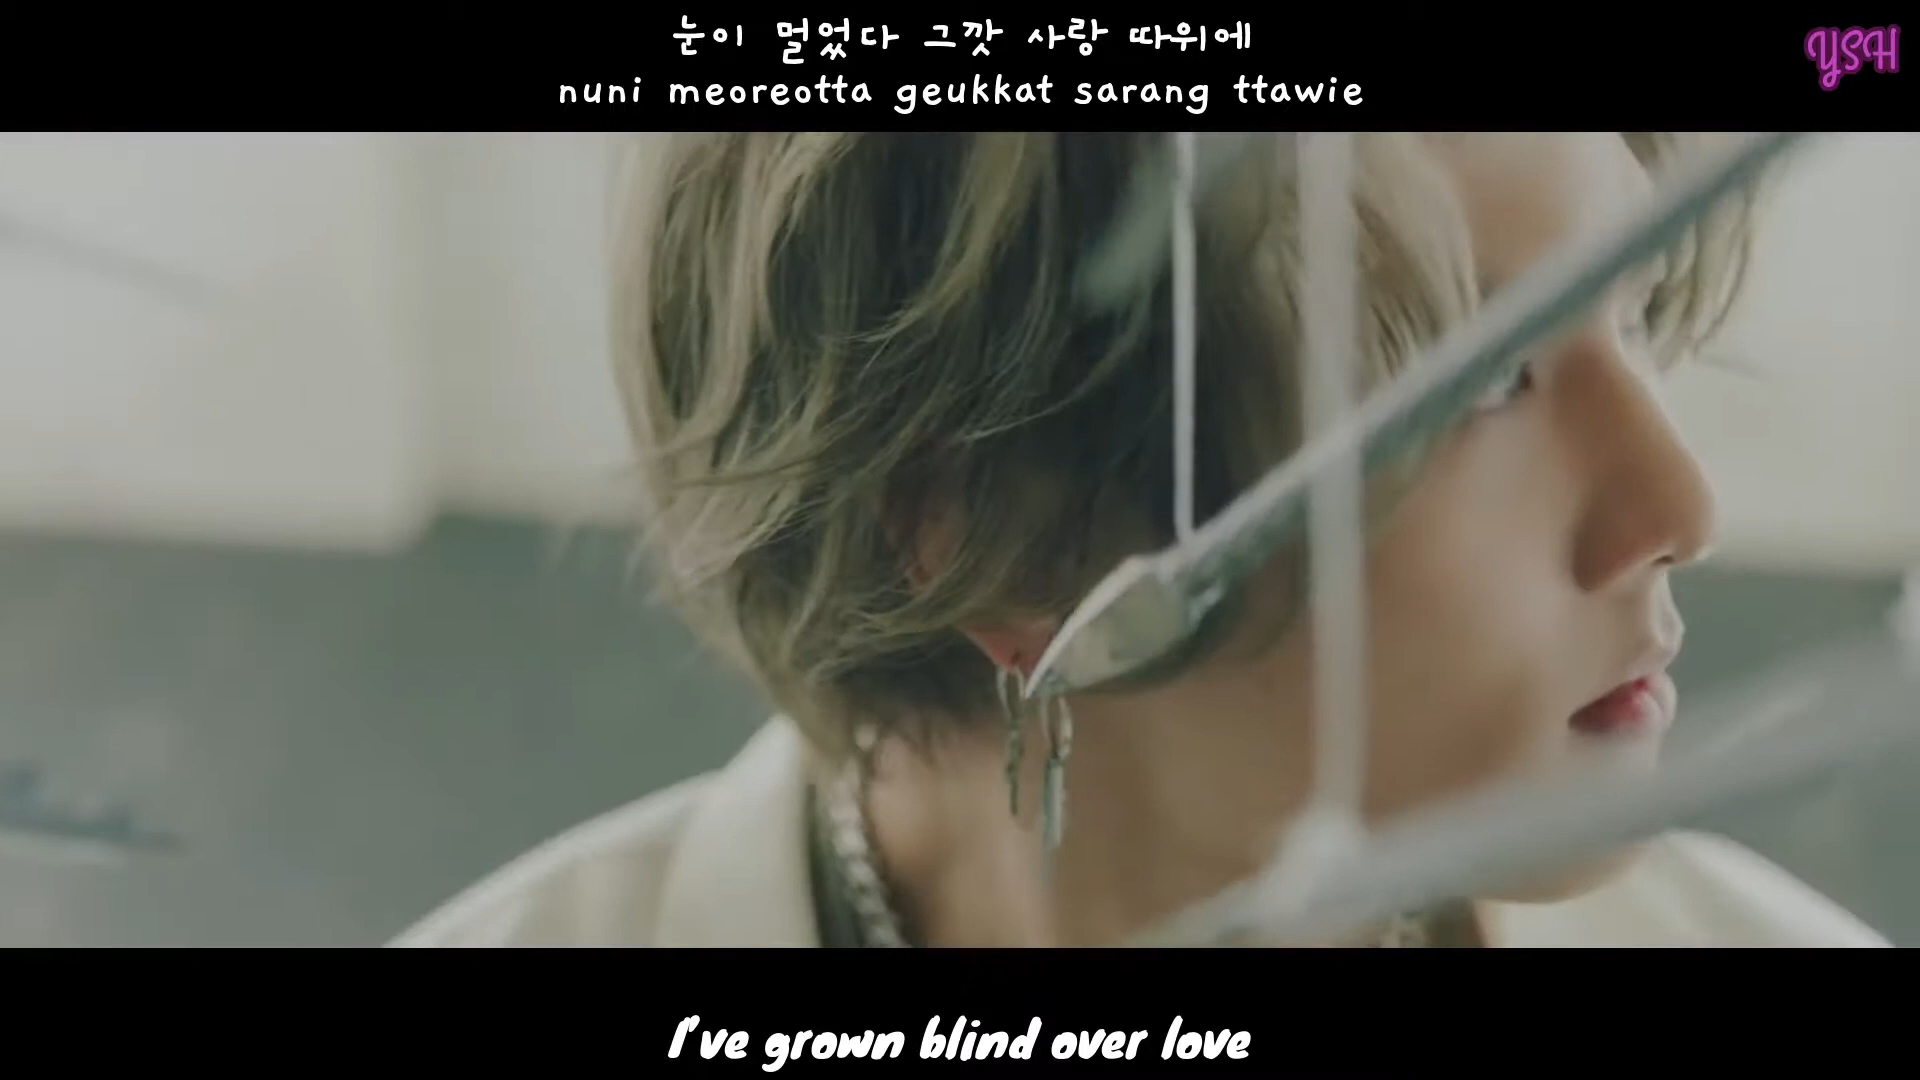 눈이 멀었다 그깟 사랑 따위에
YSH
nuni meoreotta geukkat sarang ttawie
I've grown blind over love